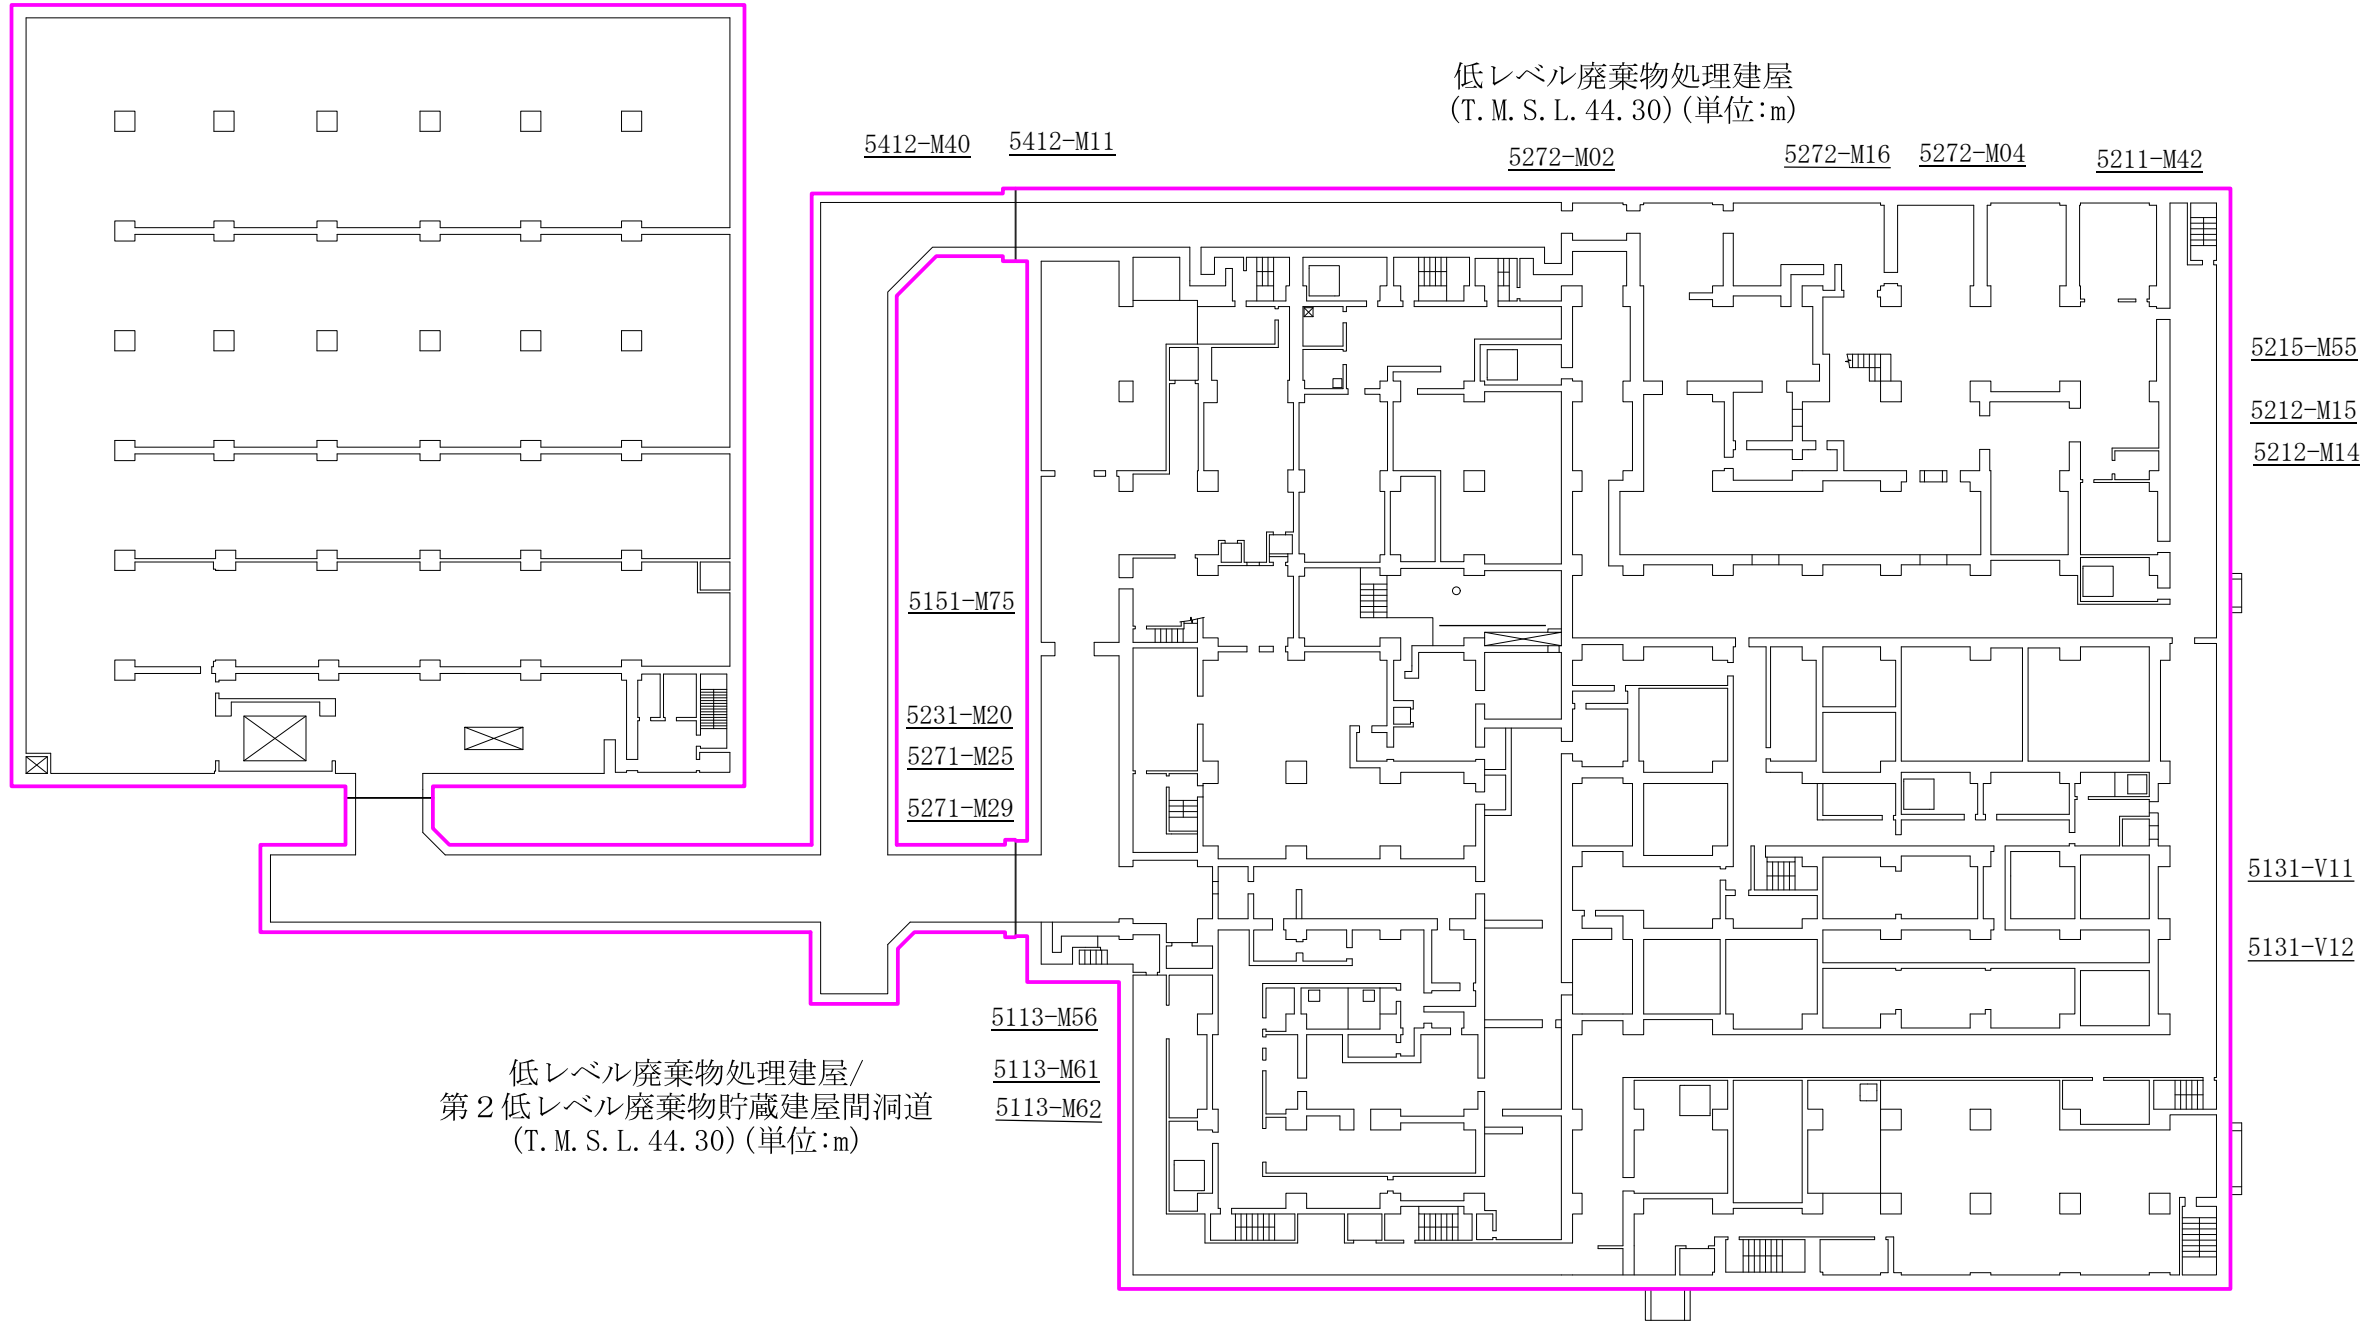 低レベル廃棄物処理建屋
(T.M.S.L.44.30)(単位:m)
5412-M40
5412-M11
5272-M02
5272-M16
5272-M04
5211-M42
5215-M55
5212-M15
5212-M14
5151-M75
5231-M20
5271-M25
5271-M29
5131-V11
5131-V12
5113-M56
5113-M61
5113-M62
低レベル廃棄物処理建屋/
第２低レベル廃棄物貯蔵建屋間洞道
(T.M.S.L.44.30)(単位:m)